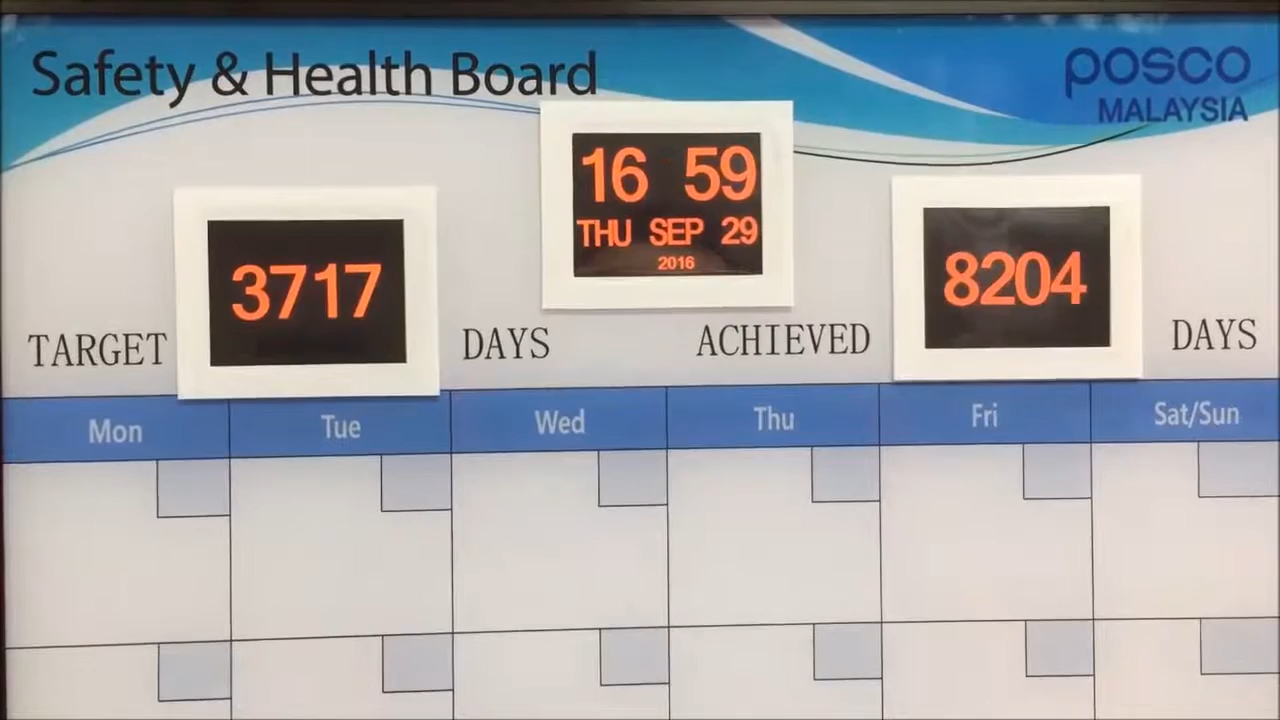 Safety & Health Board
posco
MALAYSIA
16 59
THU SEP 29
2016
TARGET 3717 DAYS ACHIEVED 8204 DAYS
Mon Tue Wed Thu Fri Sat/Sun